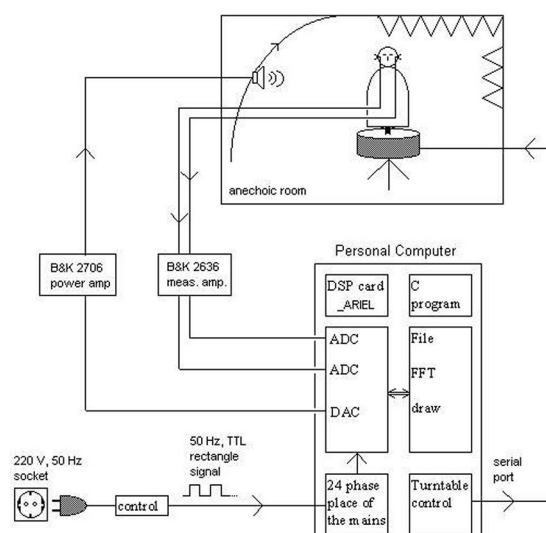 anechoic room
B&K 2706
power amp
B&K 2636
meas. amp.
Personal Computer
DSP card
_ARIEL
C
program
ADC
ADC
DAC
File
FFT
draw
220 V, 50 Hz
socket
control
50 Hz, TTL
rectangle
signal
24 phase
place of
the mains
Turntable
control
serial
port